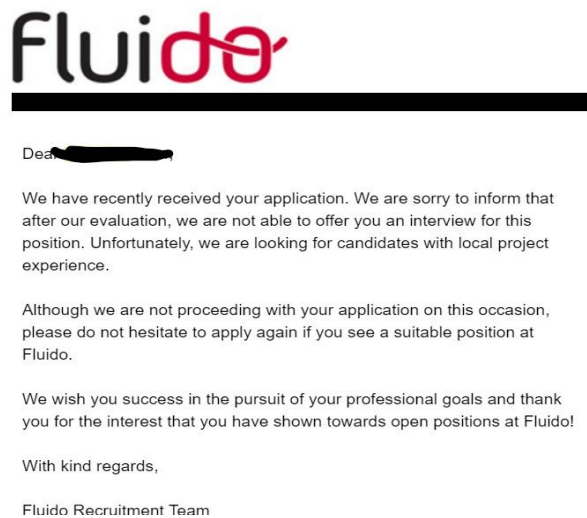 Fluido
Dear
We have recently received your application. We are sorry to inform that
after our evaluation, we are not able to offer you an interview for this
position. Unfortunately, we are looking for candidates with local project
experience.
Although we are not proceeding with your application on this occasion,
please do not hesitate to apply again if you see a suitable position at
Fluido.
We wish you success in the pursuit of your professional goals and thank
you for the interest that you have shown towards open positions at Fluido!
With kind regards,
Fluido Recruitment Team